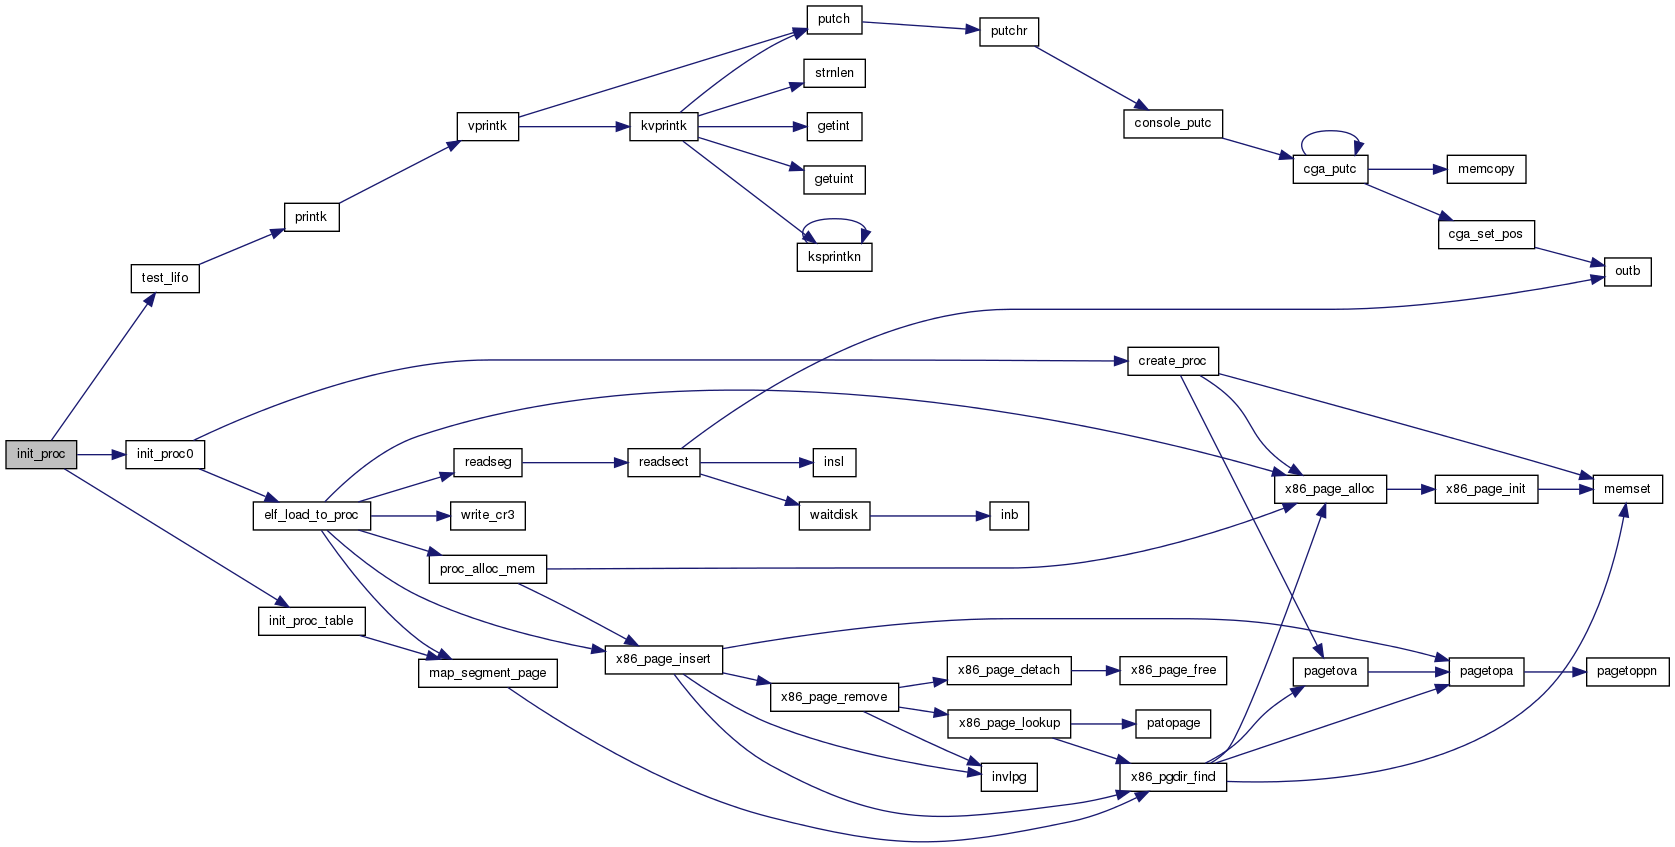 putch
putchr
strnlen
vprintk
kvprintk
getint
console_putc
getuint
cga_putc
memcopy
printk
cga_set_pos
ksprintkn
test_lifo
outb
create_proc
init_proc
init_proc0
readseg
readsect
insl
x86_page_alloc
x86_page_init
memset
elf_load_to_proc
write_cr3
waitdisk
inb
proc_alloc_mem
init_proc_table
x86_page_insert
map_segment_page
x86_page_detach
x86_page_free
pagetova
pagetopa
pagetoppn
x86_page_remove
x86_page_lookup
patopage
invlpg
x86_pgdir_find